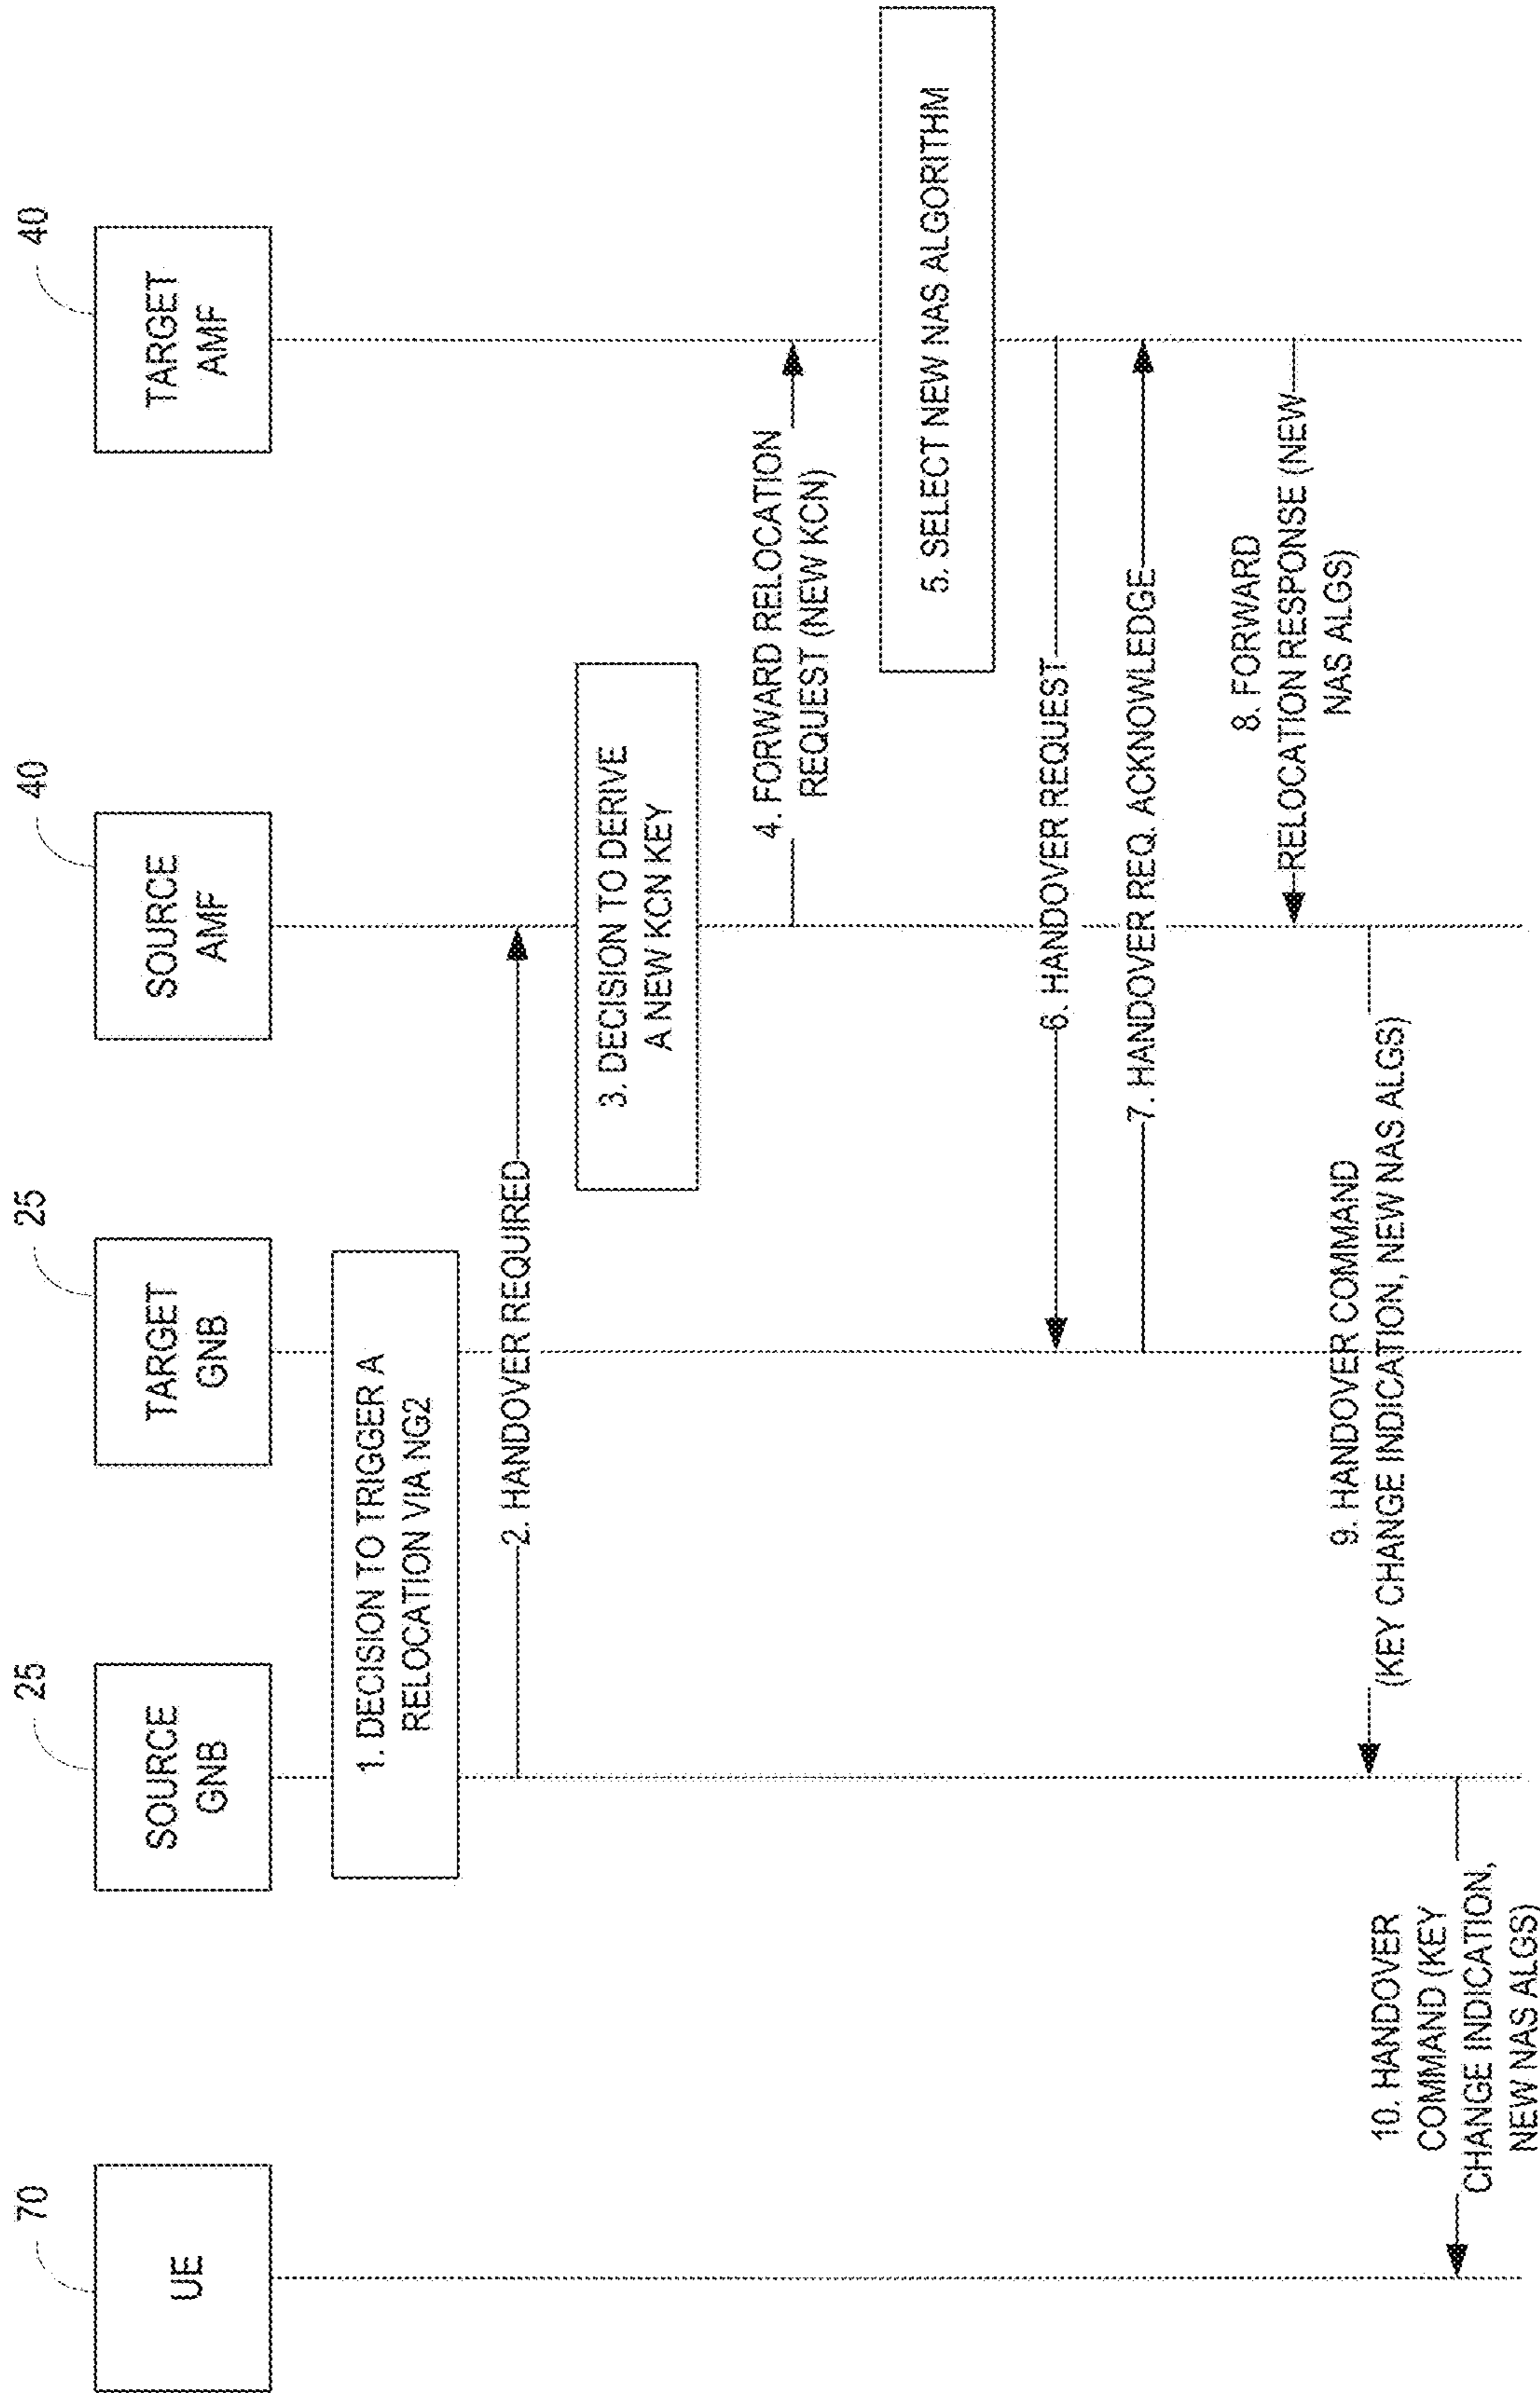 70
UE
25
SOURCE
GNB
25
TARGET
GNB
40
SOURCE
AMF
40
TARGET
AMF
1. DECISION TO TRIGGER A
RELOCATION VIA NG2
2. HANDOVER REQUIRED
3. DECISION TO DERIVE
A NEW KCN KEY
4. FORWARD RELOCATION
REQUEST (NEW KCN)
5. SELECT NEW NAS ALGORITHM
6. HANDOVER REQUEST
7. HANDOVER REQ. ACKNOWLEDGE
8. FORWARD
RELOCATION RESPONSE (NEW
NAS ALGS)
9. HANDOVER COMMAND
(KEY CHANGE INDICATION, NEW NAS ALGS)
10. HANDOVER
COMMAND (KEY
CHANGE INDICATION,
NEW NAS ALGS)